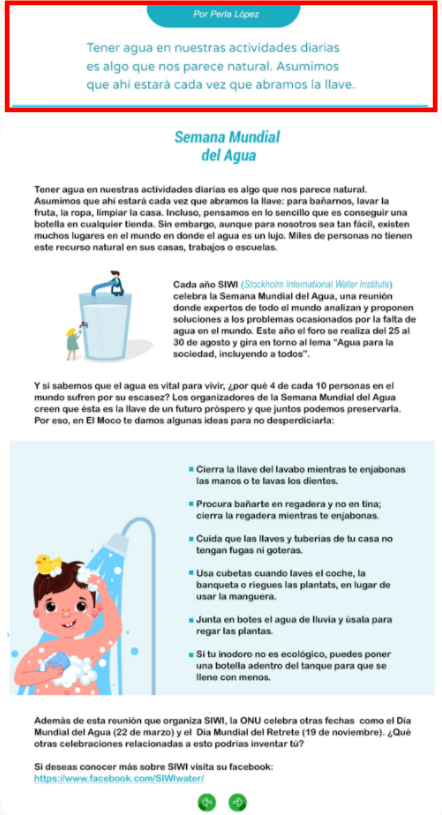 Por Perla López
Tener agua en nuestras actividades diarias
es algo que nos parece natural. Asumimos
que ahí estará cada vez que abramos la llave.
Semana Mundial
del Agua
Tener agua en nuestras actividades diarias es algo que nos parece natural.
Asumimos que ahi estará cada vez que abramos la llave: para bañarnos, lavar la
fruta, la ropa, limpiar la casa. Incluso, pensamos en lo sencillo que es conseguir una
botella en cualquier tienda. Sin embargo, aunque para nosotros sea tan fácil, existen
muchos lugares en el mundo en donde el agua es un lujo. Miles de personas no tienen
este recurso natural en sus casas, trabajos o escuelas.
Cada año SIWI (Stockholm International Water Institute)
celebra la Semana Mundial del Agua, una reunión
donde expertos de todo el mundo analizan y proponen
soluciones a los problemas ocasionados por la falta de
agua en el mundo. Este año el foro se realiza del 25 al
30 de agosto y gira en torno al lema “Agua para la
sociedad, incluyendo a todos”.
Y si sabemos que el agua es vital para vivir, ¿por qué 4 de cada 10 personas en el
mundo sufren por su escasez? Los organizadores de la Semana Mundial del Agua
creen que ésta es la llave de un futuro próspero y que juntos podemos preservarla.
Por eso, en El Moco te damos algunas ideas para no desperdiciarla:
Cierra la llave del lavabo mientras te enjabonas
las manos o te lavas los dientes.
Procura bañarte en regadera y no en tina;
cierra la regadera mientras te enjabonas.
Cuida que las llaves y tuberías de tu casa no
tengan fugas ni goteras.
Usa cubetas cuando laves el coche, la
banqueta o riegues las plantats, en lugar de
usar la manguera.
Junta en botes el agua de lluvia y úsala para
regar las plantas.
Si tu inodoro no es ecológico, puedes poner
una botella adentro del tanque para que se
llene con menos.
Además de esta reunión que organiza SIWI, la ONU celebra otras fechas como el Día
Mundial del Agua (22 de marzo) y el Día Mundial del Retrete (19 de noviembre). ¿Qué
otras celebraciones relacionadas a esto podrías inventar tú?
Si deseas conocer más sobre SIWI visita su facebook:
https://www.facebook.com/SIWIwater/